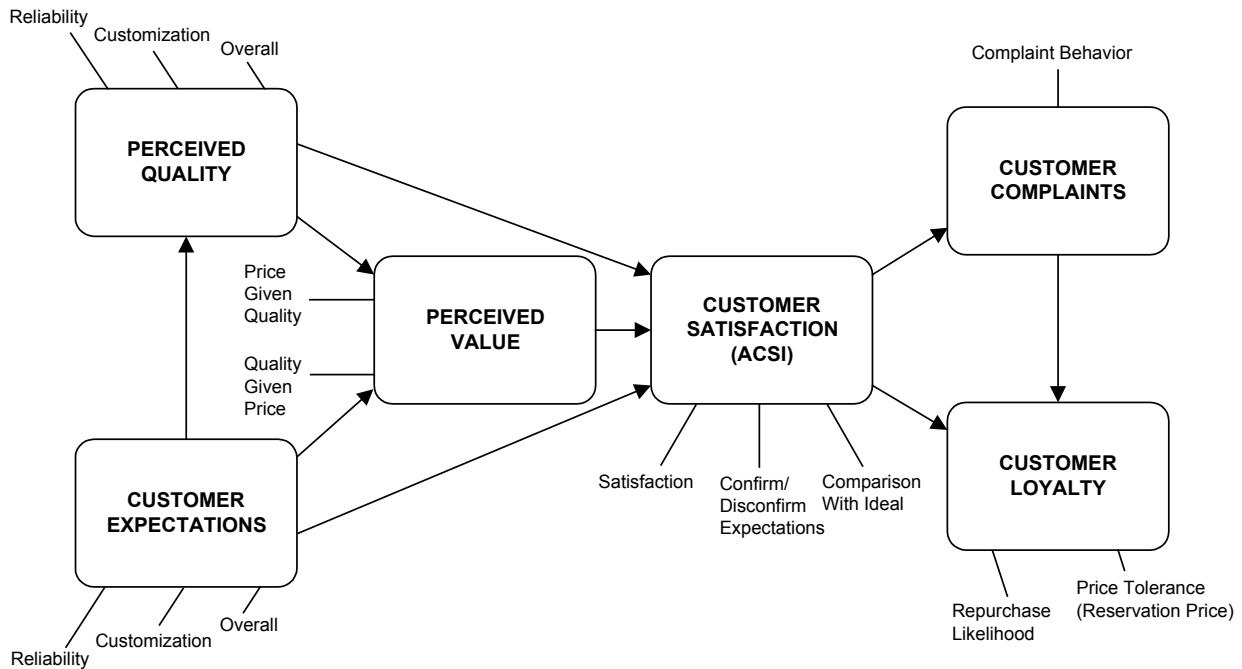 Reliability
Customization
Overall
Complaint Behavior
PERCEIVED
QUALITY
CUSTOMER
COMPLAINTS
Price
Given
Quality
PERCEIVED
VALUE
CUSTOMER
SATISFACTION
(ACSI)
Quality
Given
Price
CUSTOMER
EXPECTATIONS
Satisfaction
Confirm/
Disconfirm
Expectations
Comparison
With Ideal
CUSTOMER
LOYALTY
Reliability
Customization
Overall
Repurchase
Likelihood
Price Tolerance
(Reservation Price)